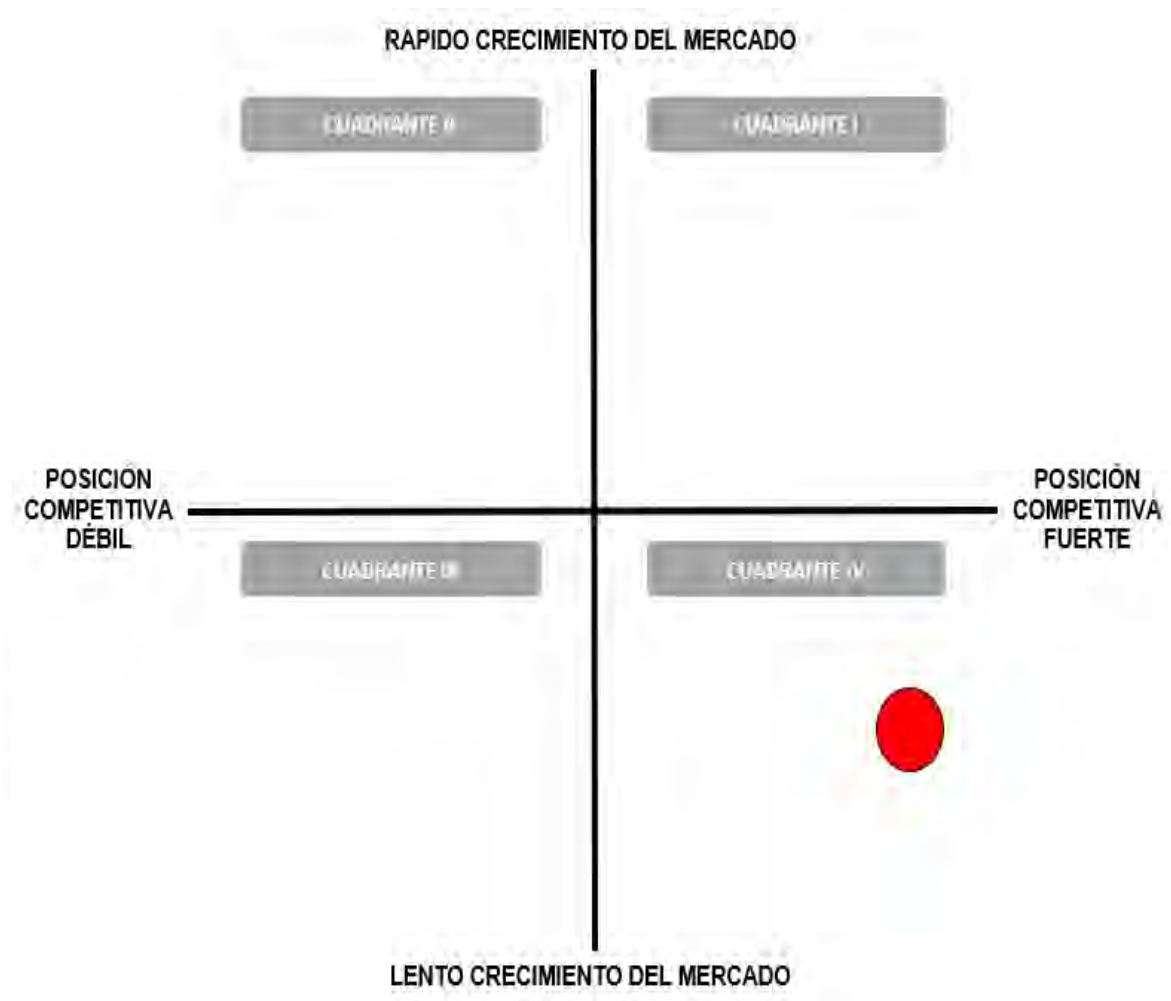 RAPIDO CRECIMIENTO DEL MERCADO
CUADRANTE II
CUADRANTE I
POSICIÓN
COMPETITIVA
DÉBIL
POSICIÓN
COMPETITIVA
FUERTE
CUADRANTE III
CUADRANTE IV
LENTO CRECIMIENTO DEL MERCADO